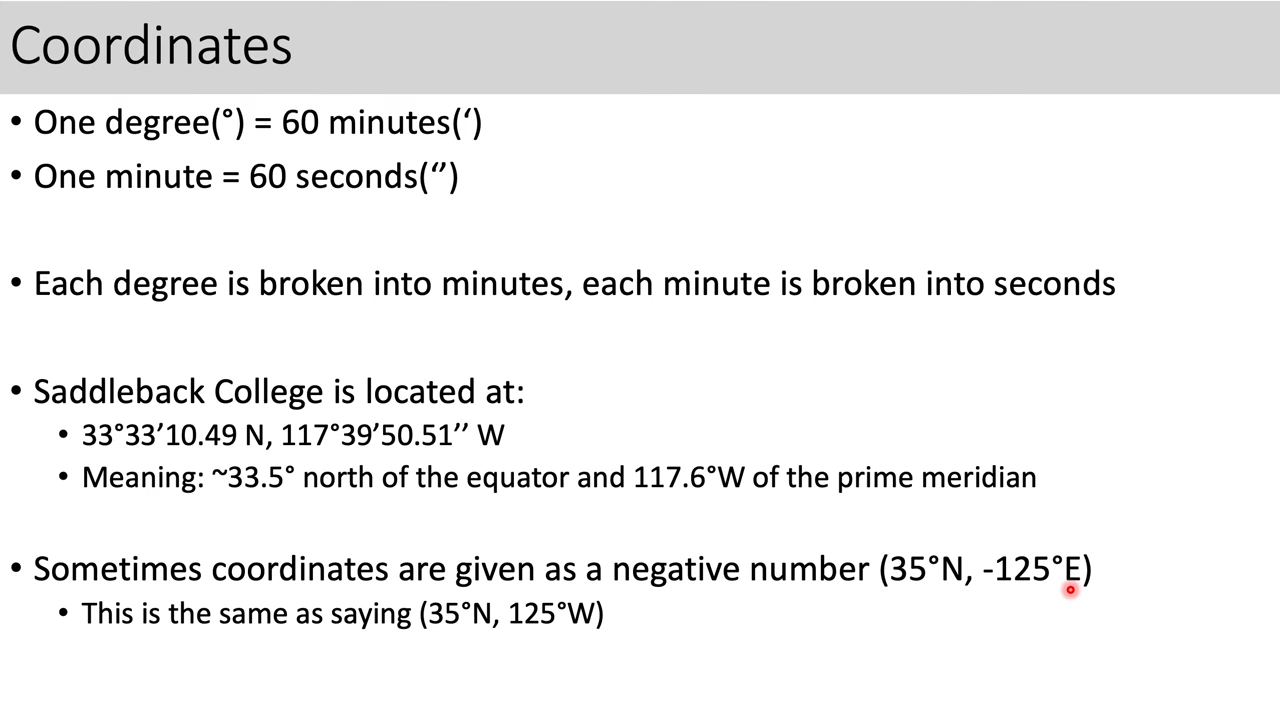 Coordinates
• One degree(°) = 60 minutes(‘)
• One minute = 60 seconds(‘’)
• Each degree is broken into minutes, each minute is broken into seconds
• Saddleback College is located at:
• 33°33’10.49 N, 117°39’50.51’’ W
• Meaning: ~33.5° north of the equator and 117.6°W of the prime meridian
• Sometimes coordinates are given as a negative number (35°N, -125°E)
• This is the same as saying (35°N, 125°W)